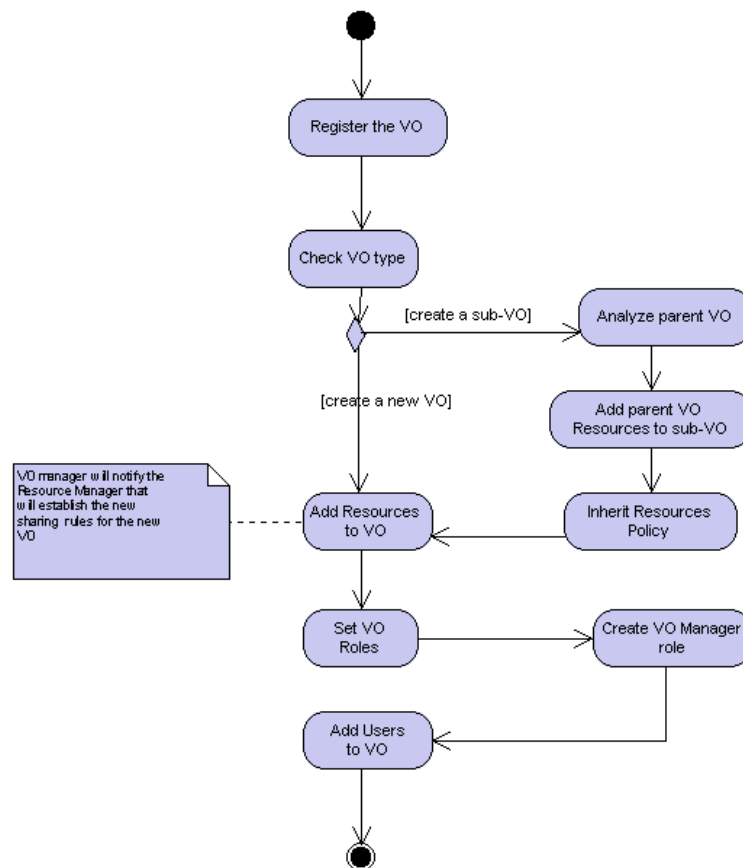 Register the VO
Check VO type
[create a sub-VO]
Analyze parent VO
[create a new VO]
Add parent VO
Resources to sub-VO
VO manager will notify the
Resource Manager that
will establish the new
sharing rules for the new
VO
Add Resources
to VO
Inherit Resources
Policy
Set VO
Roles
Create VO Manager
role
Add Users
to VO